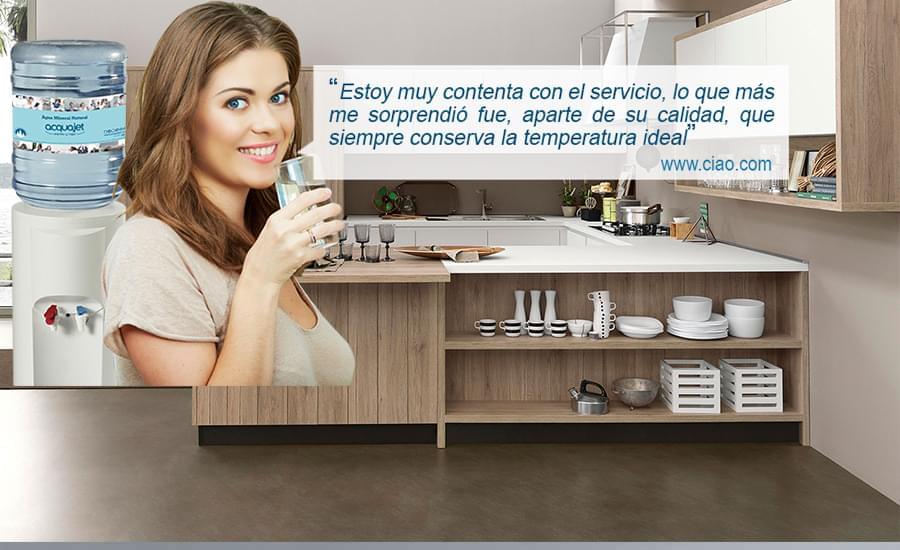 Agua Mineral Natural
acquajet
“Estoy muy contenta con el servicio, lo que más
me sorprendió fue, aparte de su calidad, que
siempre conserva la temperatura ideal”
www.ciao.com